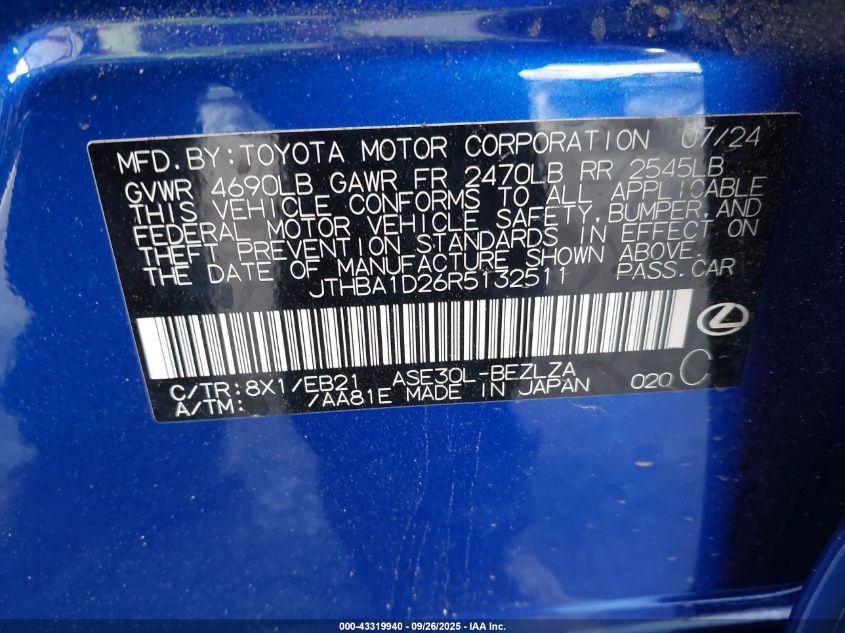 MFD. BY: TOYOTA MOTOR CORPORATION 07/24
GVWR 4690LB GAWR FR 2470LB RR 2545LB
THIS VEHICLE CONFORMS TO ALL APPLICABLE
FEDERAL MOTOR VEHICLE SAFETY, BUMPER, AND
THEFT PREVENTION STANDARDS IN EFFECT ON
THE DATE OF MANUFACTURE SHOWN ABOVE.
JTHBA1D26R5132511 PASS. CAR
C/TR: 8X1/EB21 ASE30L-BEZLZA
A/TM: /AA81E MADE IN JAPAN 020 C
000-43319940 - 09/26/2025 - IAA Inc.